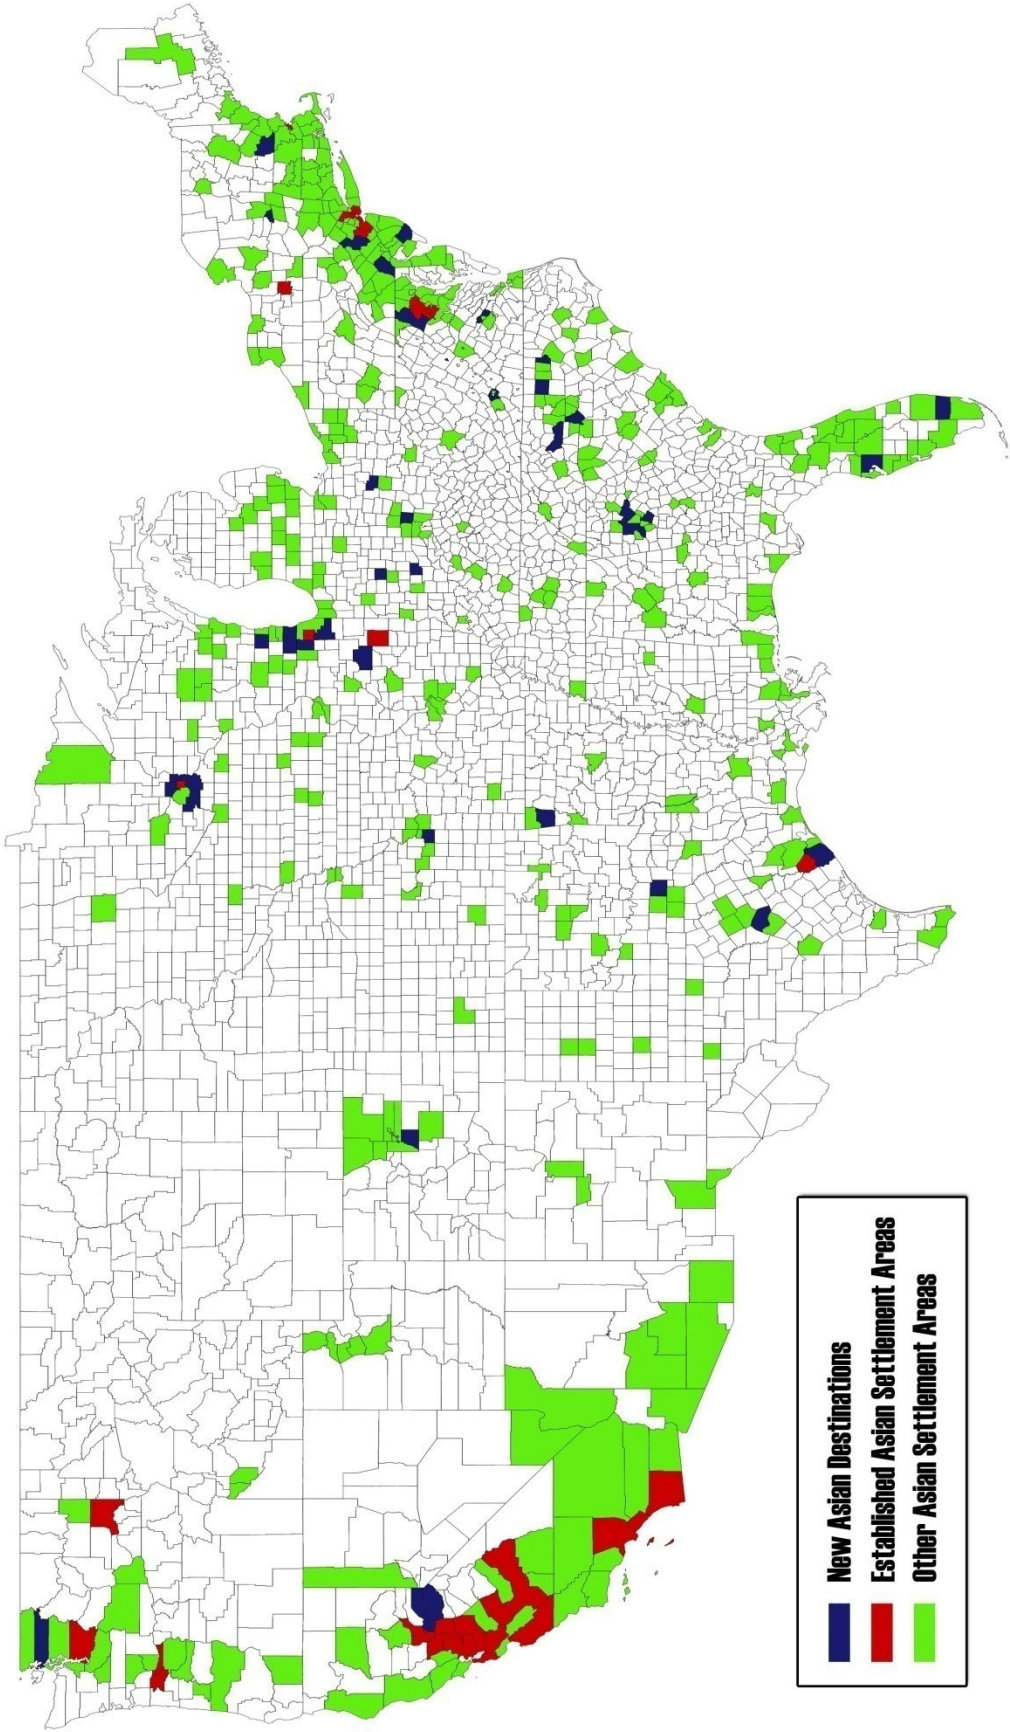 New Asian Destinations
Established Asian Settlement Areas
Other Asian Settlement Areas